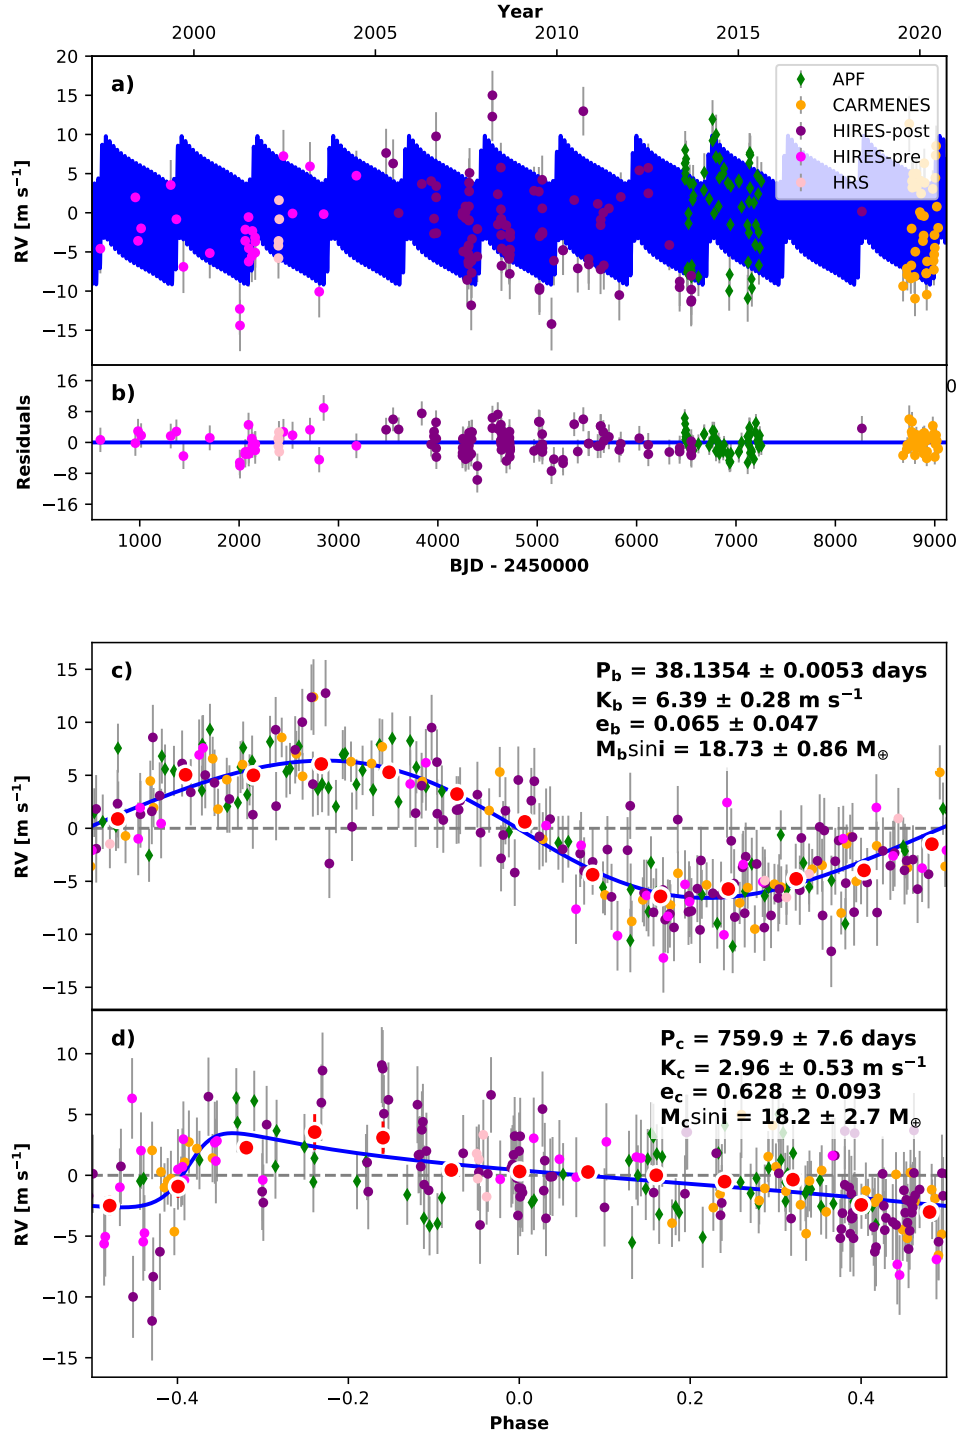 Year
2000 2005 2010 2015 2020
a)
20
15
10
5
0
−5
−10
−15
RV [m s⁻¹]
APF
CARMENES
HIRES-post
HIRES-pre
HRS
b)
16
8
0
−8
−16
Residuals
0
1000 2000 3000 4000 5000 6000 7000 8000 9000
BJD - 2450000
c)
P_b = 38.1354 ± 0.0053 days
K_b = 6.39 ± 0.28 m s⁻¹
e_b = 0.065 ± 0.047
M_b sin i = 18.73 ± 0.86 M⊕
15
10
5
0
−5
−10
−15
RV [m s⁻¹]
d)
P_c = 759.9 ± 7.6 days
K_c = 2.96 ± 0.53 m s⁻¹
e_c = 0.628 ± 0.093
M_c sin i = 18.2 ± 2.7 M⊕
10
5
0
−5
−10
−15
RV [m s⁻¹]
−0.4 −0.2 0.0 0.2 0.4
Phase